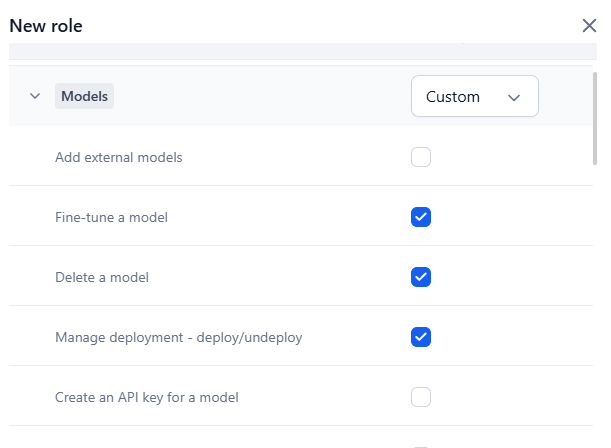 New role
Models
Custom
Add external models
Fine-tune a model
Delete a model
Manage deployment - deploy/undeploy
Create an API key for a model